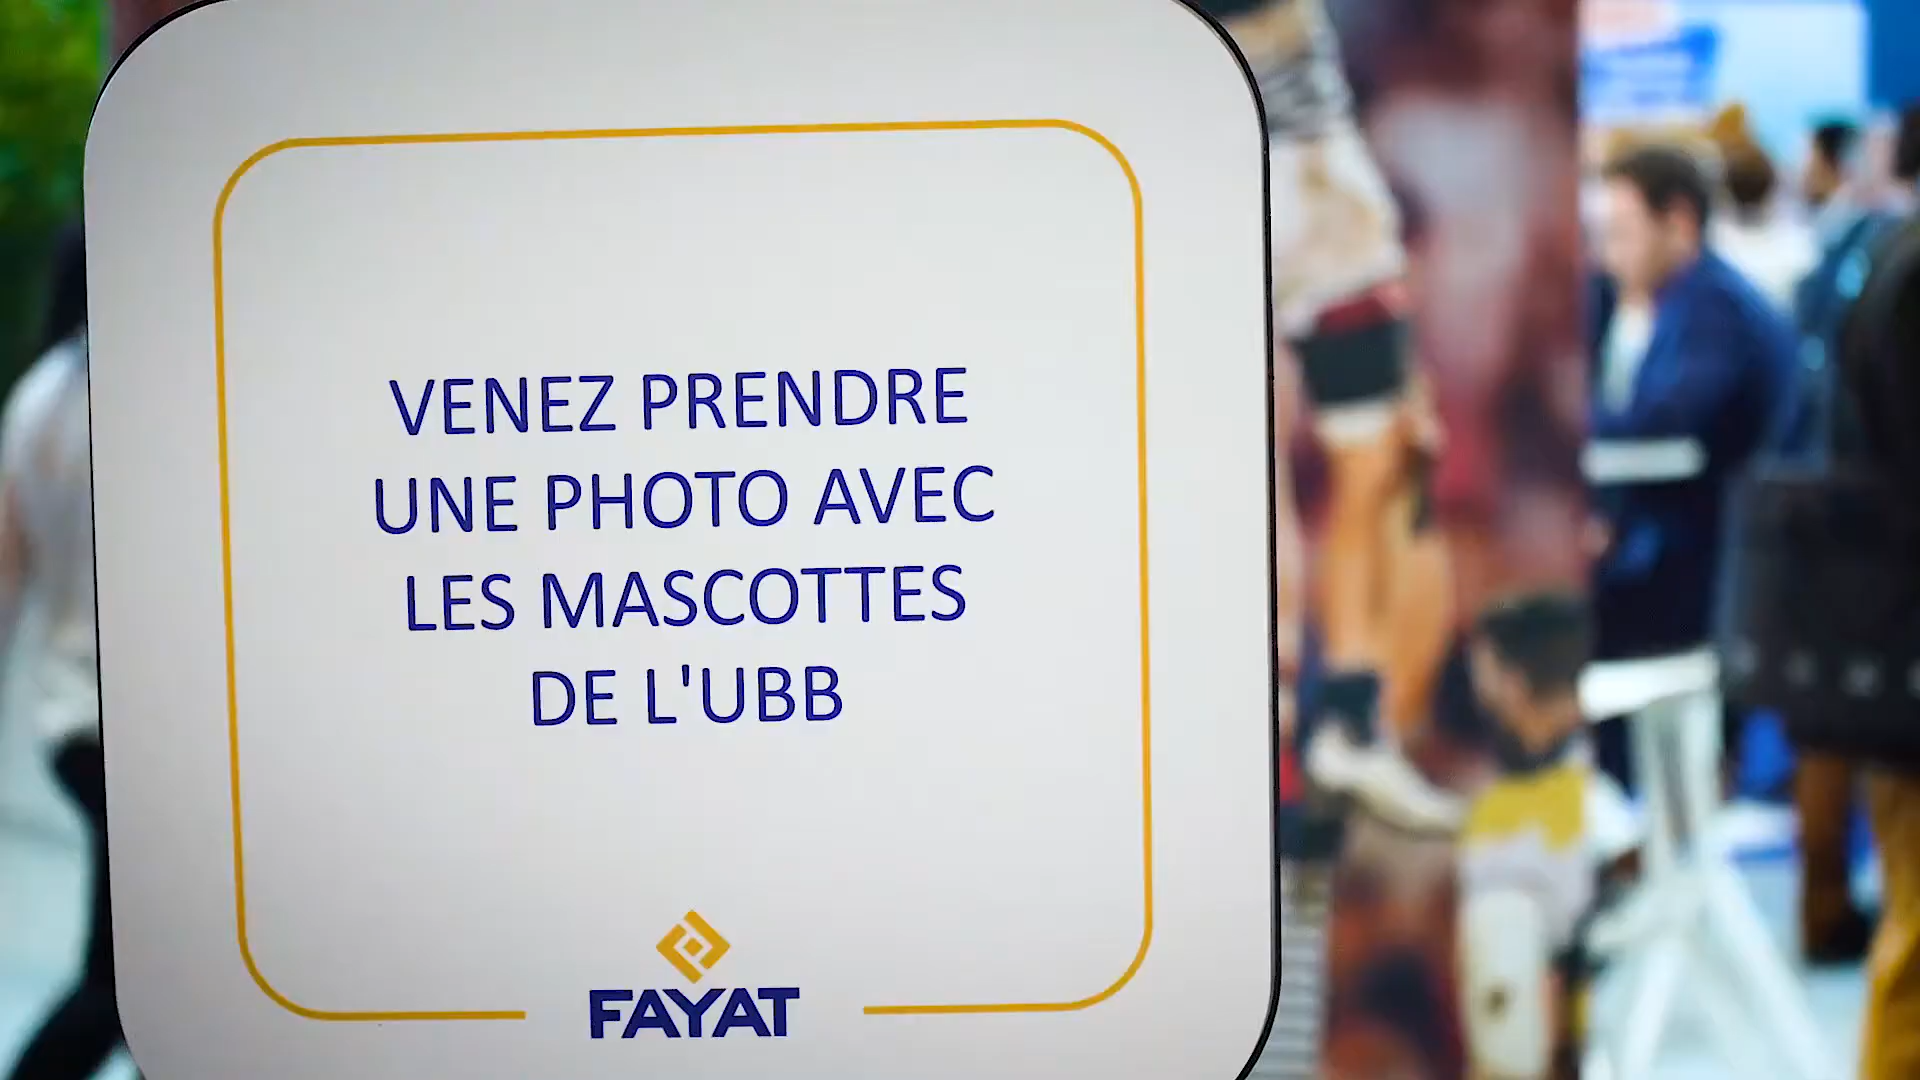 VENEZ PRENDRE
UNE PHOTO AVEC
LES MASCOTTES
DE L'UBB
FAYAT